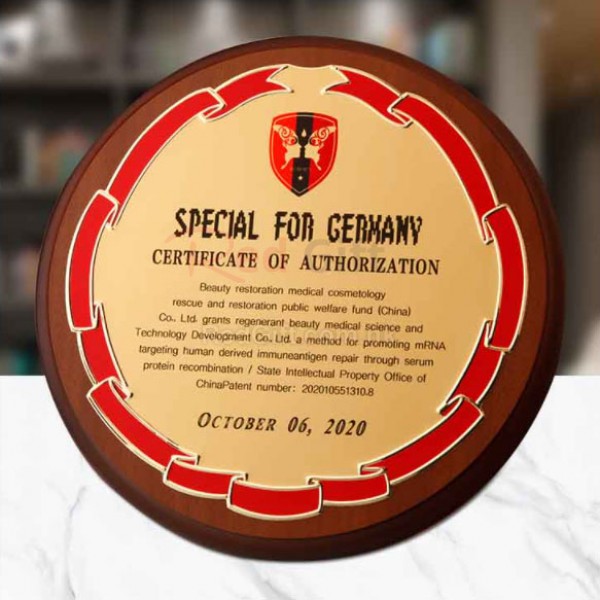 SPECIAL FOR GERMANY
CERTIFICATE OF AUTHORIZATION
Beauty restoration medical cosmetology
rescue and restoration public welfare fund (China)
Co., Ltd. grants regenerant beauty medical science and
Technology Development Co., Ltd. a method for promoting mRNA
targeting human derived immuneantigen repair through serum
protein recombination / State Intellectual Property Office of
ChinaPatent number: 202010551310.8
OCTOBER 06, 2020